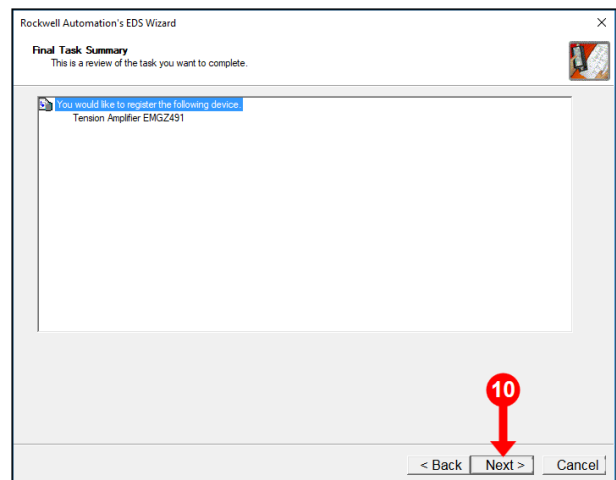 Rockwell Automation's EDS Wizard
Final Task Summary
This is a review of the task you want to complete.
You would like to register the following device.
Tension Amplifier EMGZ491
10
< Back Next > Cancel